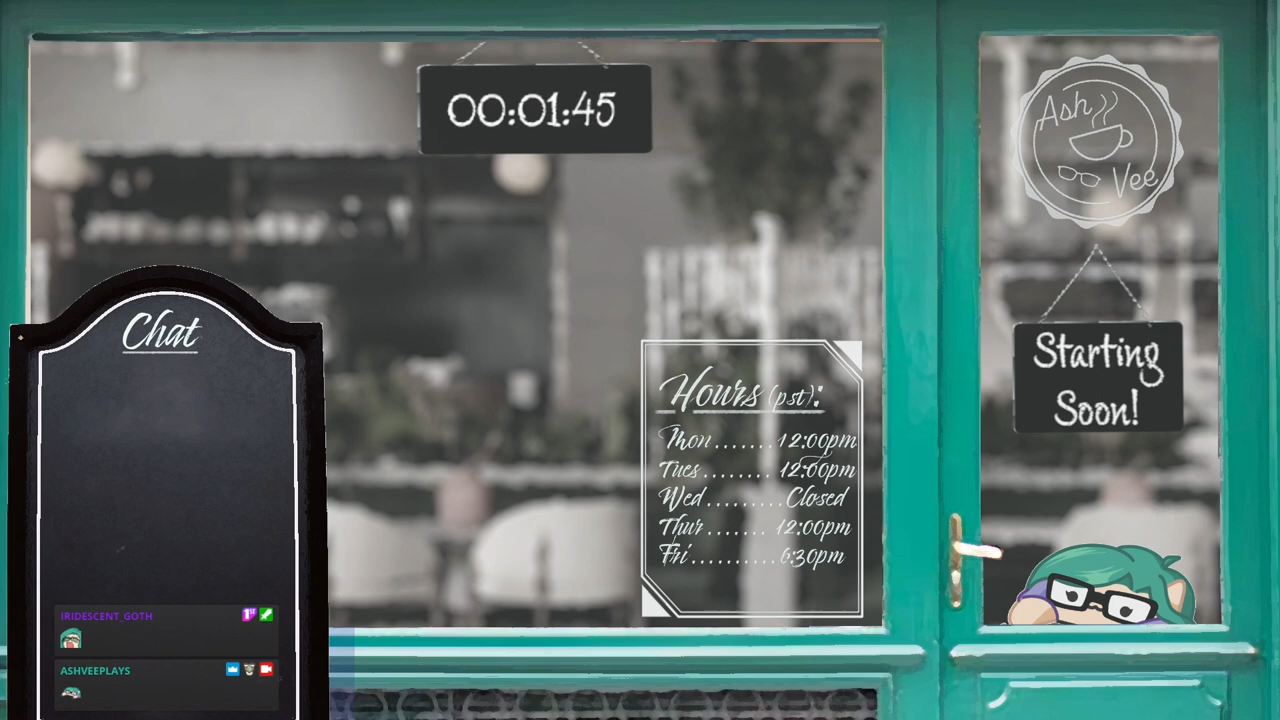 00:01:45
Ash
Vee
Starting
Soon!
Chat
Hours (pst):
Mon.......12:00pm
Tues........12:00pm
Wed.........Closed
Thur....... 12:00pm
Fri..........6:30pm
IRIDESCENT_GOTH
1st
ASHVEEPLAYS